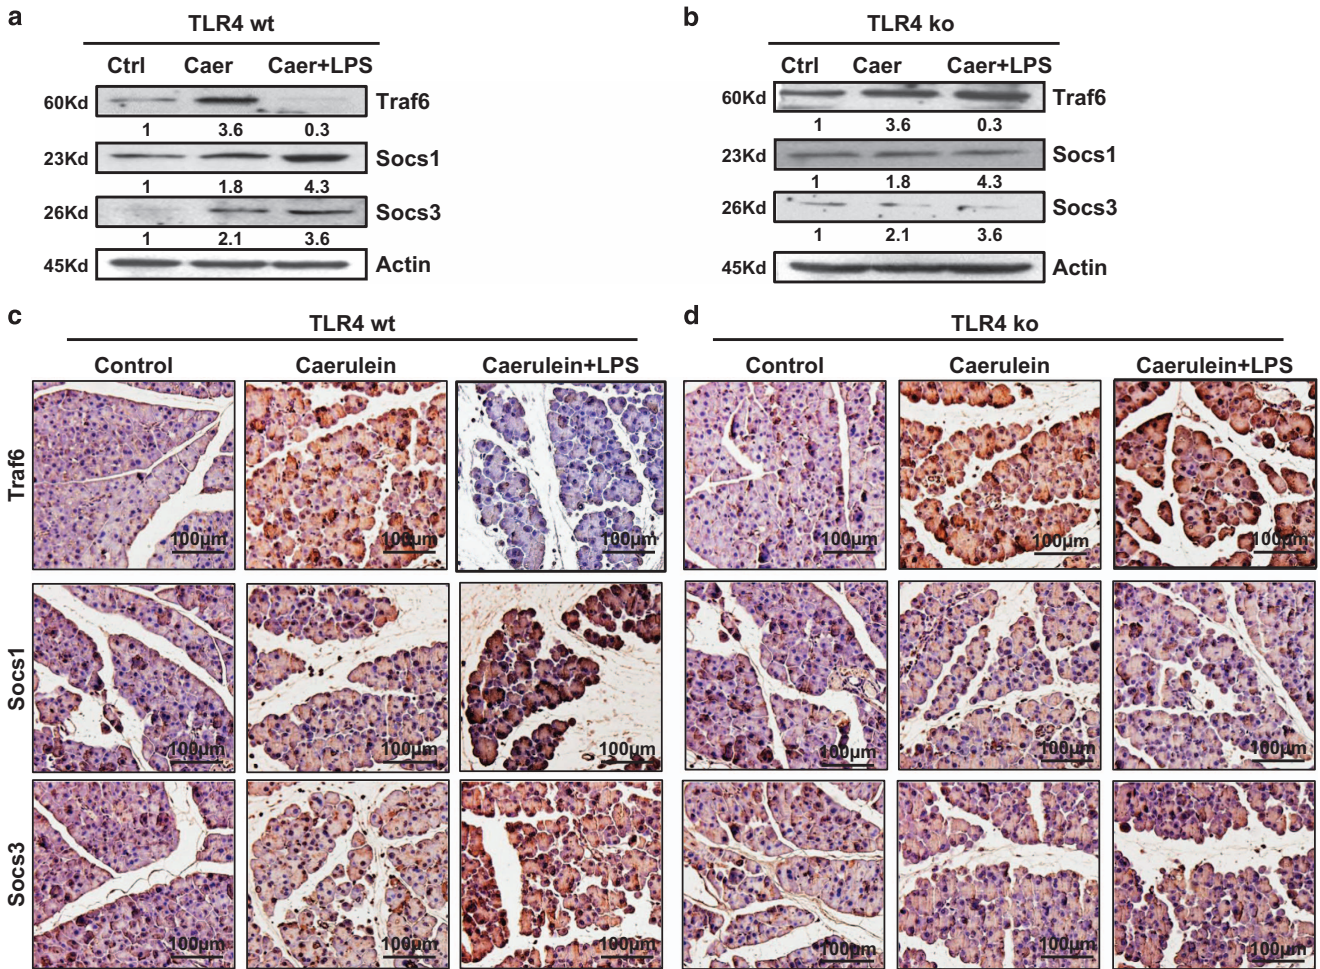 a
TLR4 wt
Ctrl Caer Caer+LPS
60Kd Traf6
1 3.6 0.3
23Kd Socs1
1 1.8 4.3
26Kd Socs3
1 2.1 3.6
45Kd Actin
b
TLR4 ko
Ctrl Caer Caer+LPS
60Kd Traf6
1 3.6 0.3
23Kd Socs1
1 1.8 4.3
26Kd Socs3
1 2.1 3.6
45Kd Actin
c
TLR4 wt
Control Caerulein Caerulein+LPS
Traf6
100µm 100µm 100µm
Socs1
100µm 100µm 100µm
Socs3
100µm 100µm 100µm
d
TLR4 ko
Control Caerulein Caerulein+LPS
100µm 100µm 100µm
100µm 100µm 100µm
100µm 100µm 100µm